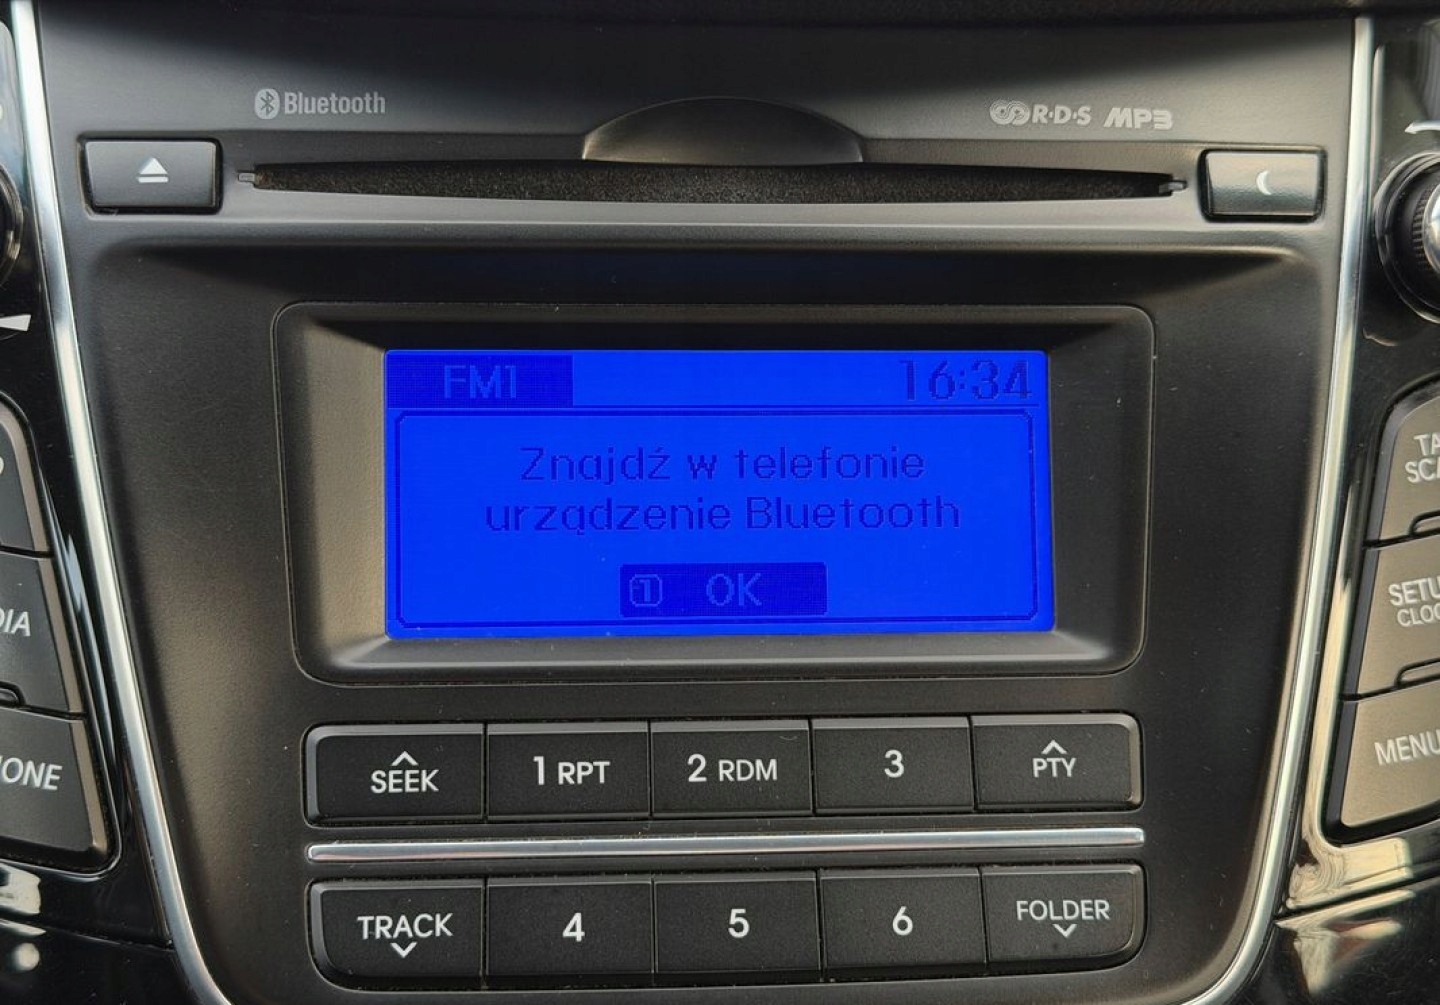 Bluetooth
R·D·S MP3
FM1 16:34
Znajdź w telefonie
urządzenie Bluetooth
1 OK
SEEK 1 RPT 2 RDM 3 PTY
TRACK 4 5 6 FOLDER
MENU